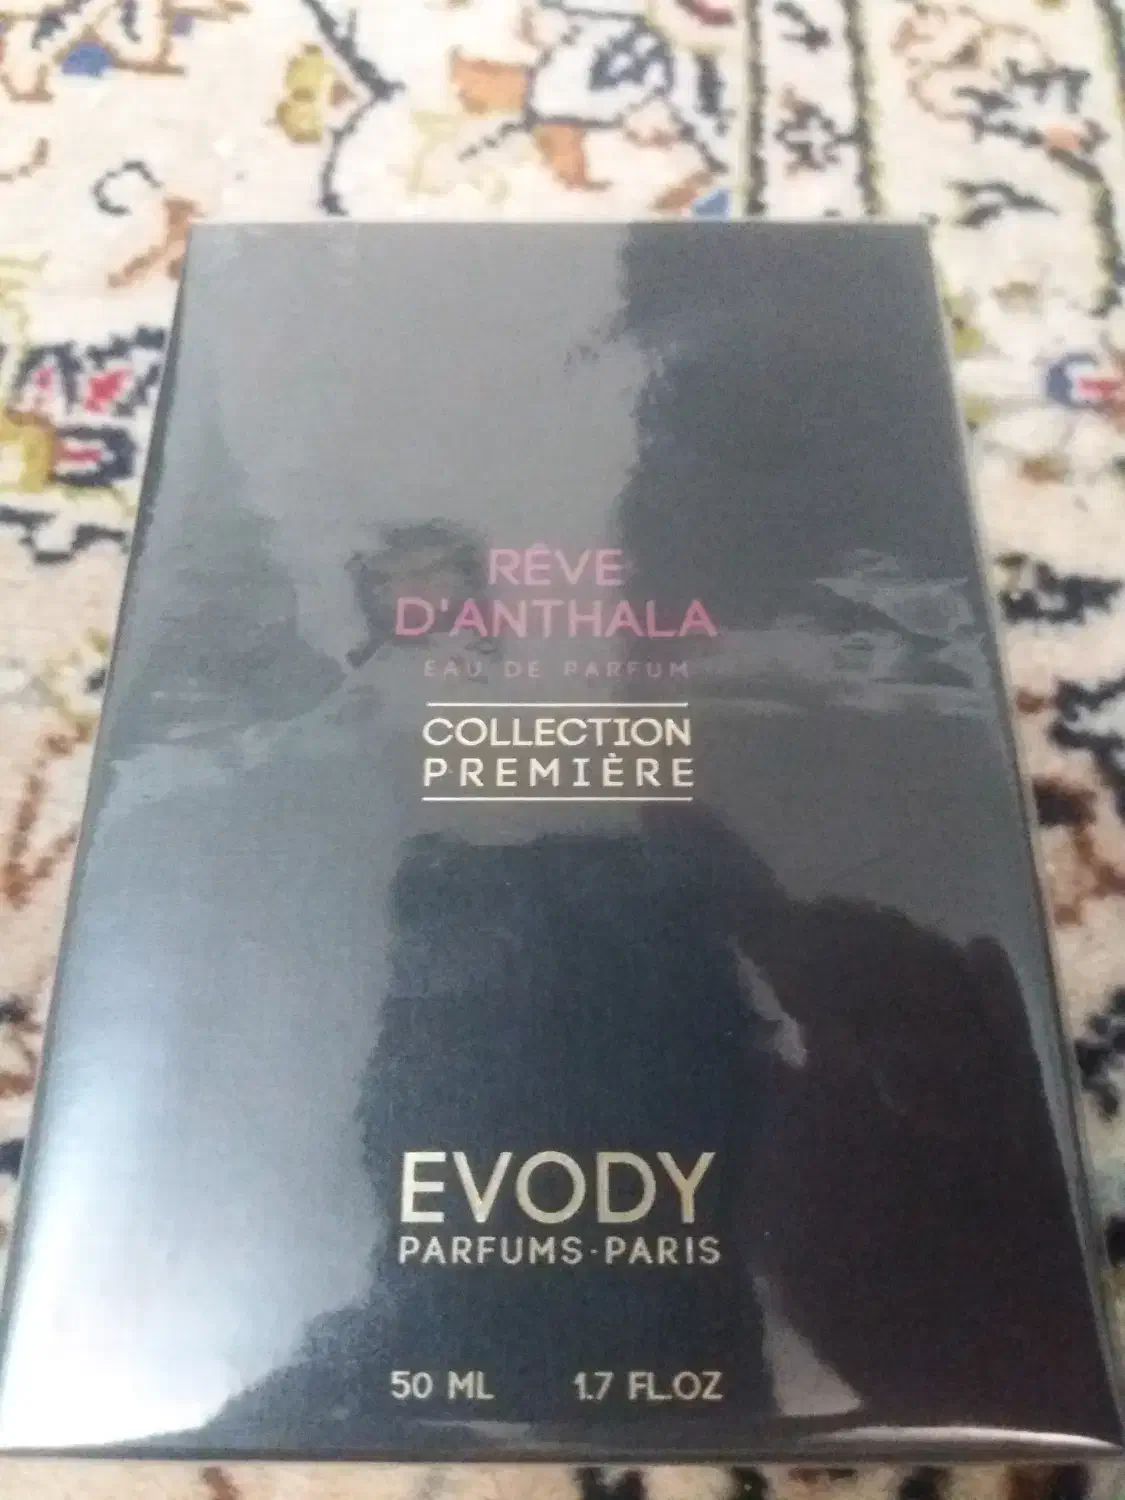 RÊVE
D'ANTHALA
EAU DE PARFUM
COLLECTION
PREMIÈRE
EVODY
PARFUMS·PARIS
50 ML 1.7 FL.OZ